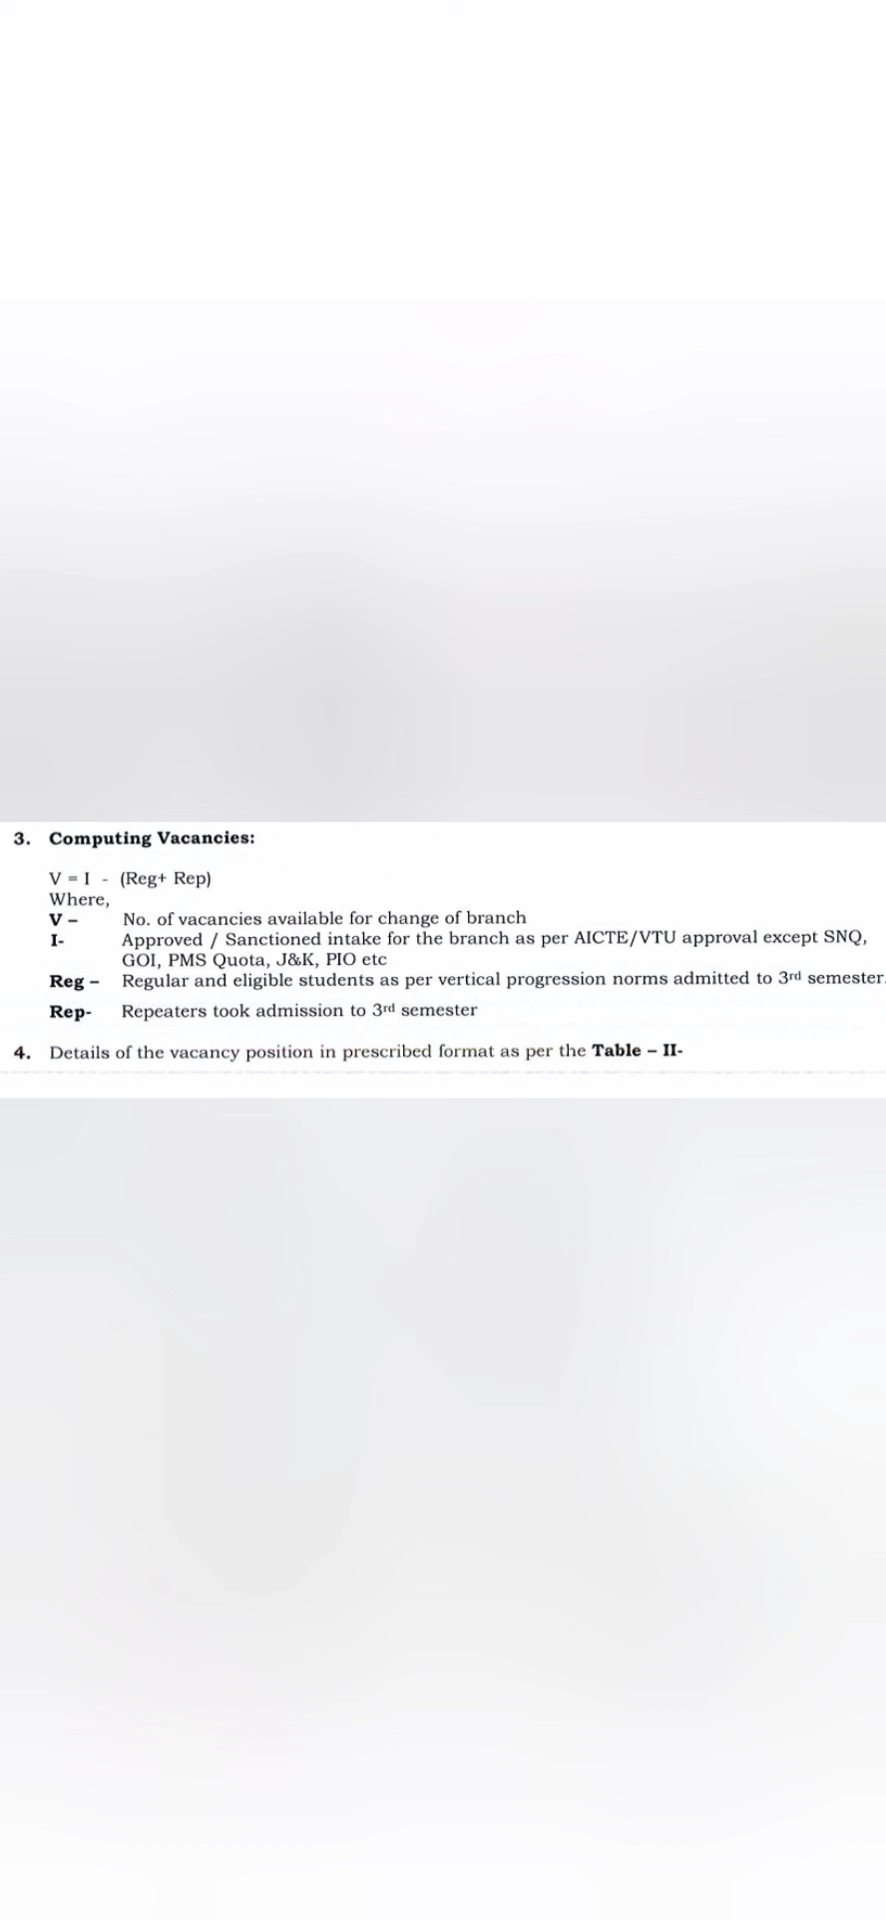 3. Computing Vacancies:
V = I - (Reg+ Rep)
Where,
V – No. of vacancies available for change of branch
I- Approved / Sanctioned intake for the branch as per AICTE/VTU approval except SNQ,
GOI, PMS Quota, J&K, PIO etc
Reg – Regular and eligible students as per vertical progression norms admitted to 3rd semester.
Rep- Repeaters took admission to 3rd semester
4. Details of the vacancy position in prescribed format as per the Table – II-